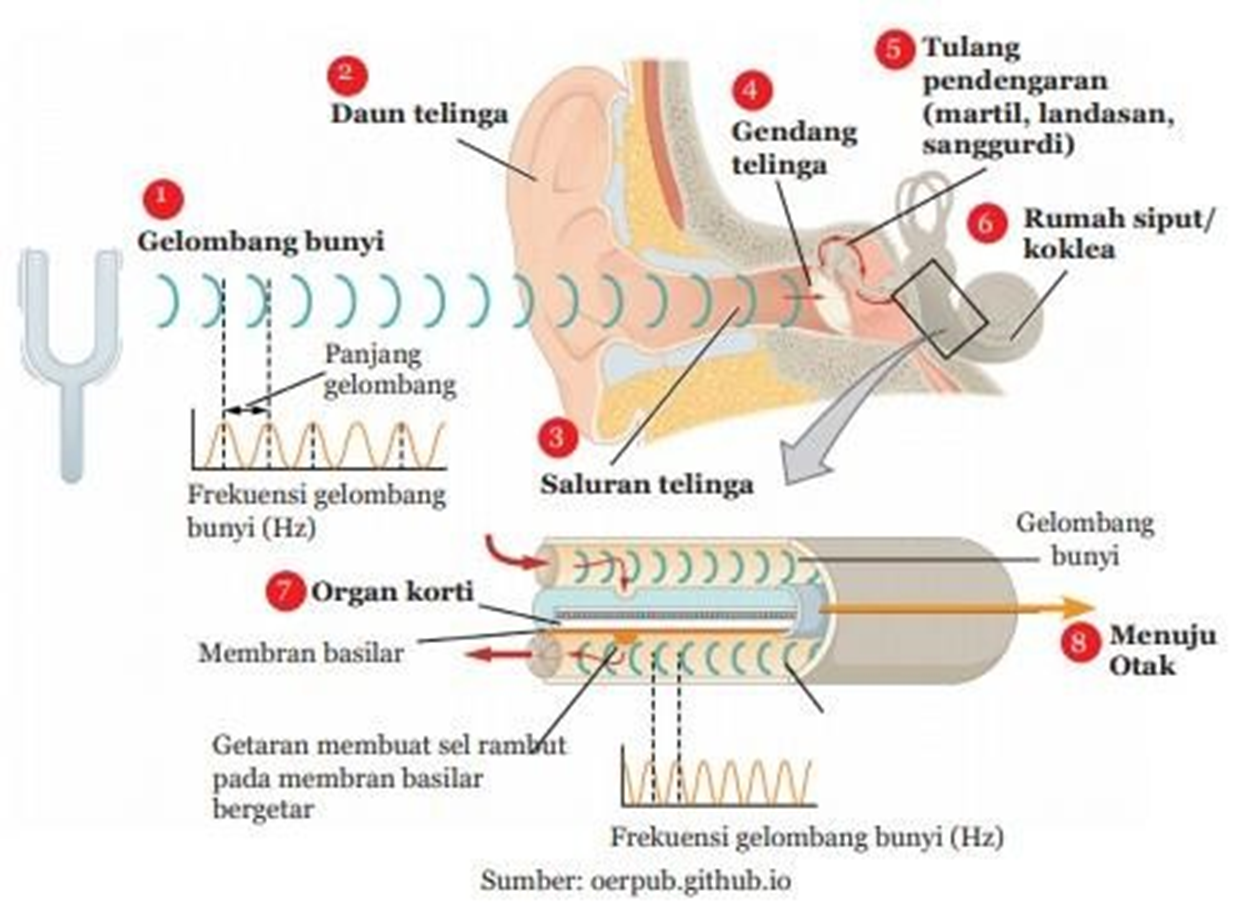 1
Gelombang bunyi
2
Daun telinga
4
Gendang
telinga
5
Tulang
pendengaran
(martil, landasan,
sanggurdi)
6
Rumah siput/
koklea
Panjang
gelombang
Frekuensi gelombang
bunyi (Hz)
3
Saluran telinga
Gelombang
bunyi
7
Organ korti
Membran basilar
8
Menuju
Otak
Getaran membuat sel rambut
pada membran basilar
bergetar
Frekuensi gelombang bunyi (Hz)
Sumber: oerpub.github.io